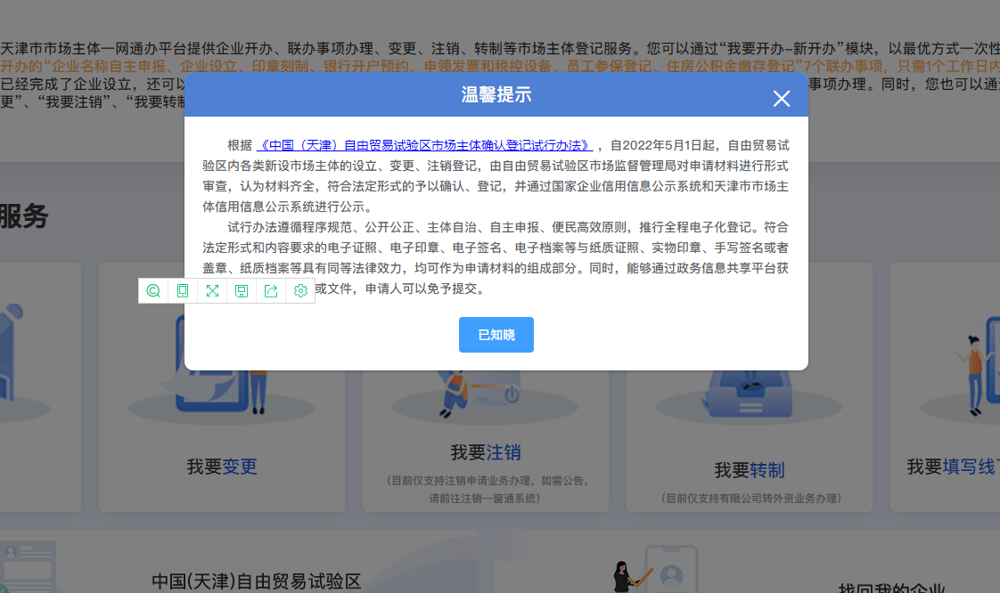 天津市市场主体一网通办平台提供企业开办、联办事项办理、变更、注销、转制等市场主体登记服务。您可以通过“我要开办-新开办”模块，以最优方式一次性
开办的“企业名称自主申报、企业设立、印章刻制、银行开户预约、申领发票和税控设备、员工参保登记、住房公积金缴存登记”7个联办事项，只需1个工作日内
已经完成了企业设立，还可以
事项办理。同时，您也可以通
更”、“我要注销”、“我要转制
温馨提示
根据 《中国（天津）自由贸易试验区市场主体确认登记试行办法》 ，自2022年5月1日起，自由贸易试
验区内各类新设市场主体的设立、变更、注销登记，由自由贸易试验区市场监督管理局对申请材料进行形式
审查，认为材料齐全，符合法定形式的予以确认、登记，并通过国家企业信用信息公示系统和天津市市场主
体信用信息公示系统进行公示。
试行办法遵循程序规范、公开公正、主体自治、自主申报、便民高效原则，推行全程电子化登记。符合
法定形式和内容要求的电子证照、电子印章、电子签名、电子档案等与纸质证照、实物印章、手写签名或者
盖章、纸质档案等具有同等法律效力，均可作为申请材料的组成部分。同时，能够通过政务信息共享平台获
或文件，申请人可以免予提交。
已知晓
服务
我要变更
我要注销
（目前仅支持注销申请业务办理，如需公告，
请前往注销一窗通系统）
我要转制
（目前仅支持有限公司转外资业务办理）
我要填写线下
中国(天津)自由贸易试验区
找回我的企业